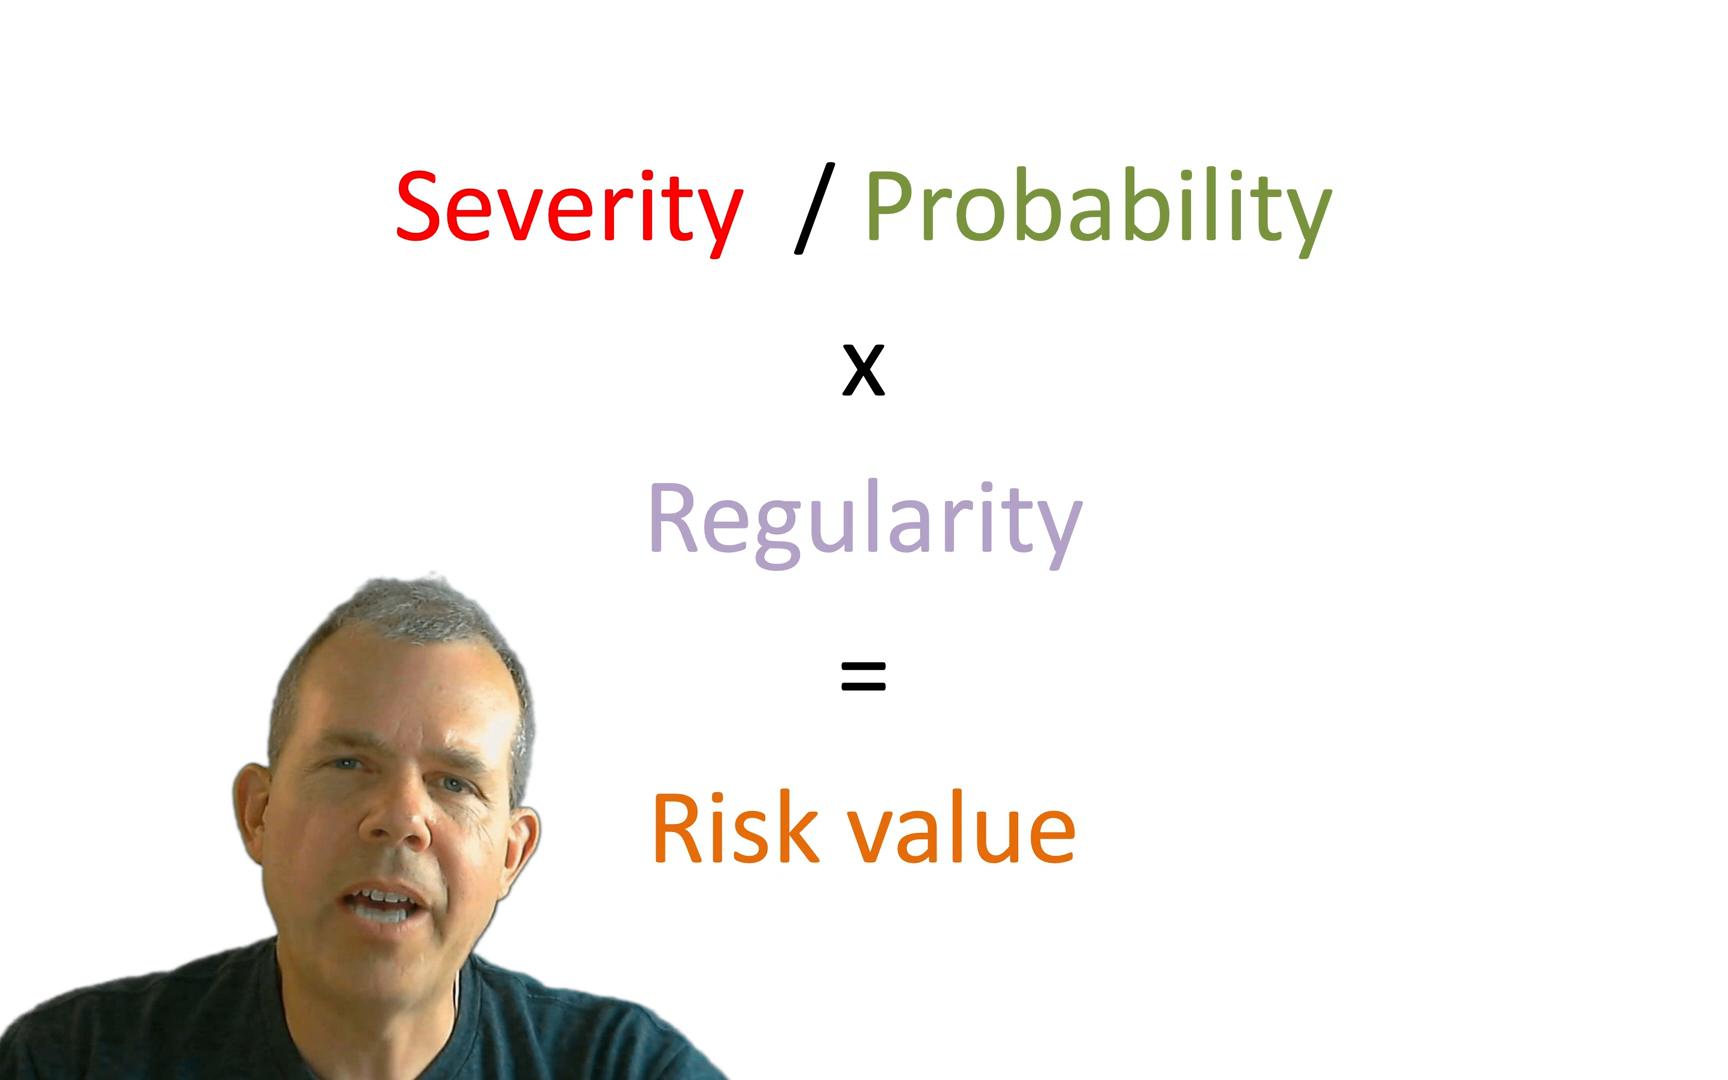 Severity / Probability
x
Regularity
=
Risk value